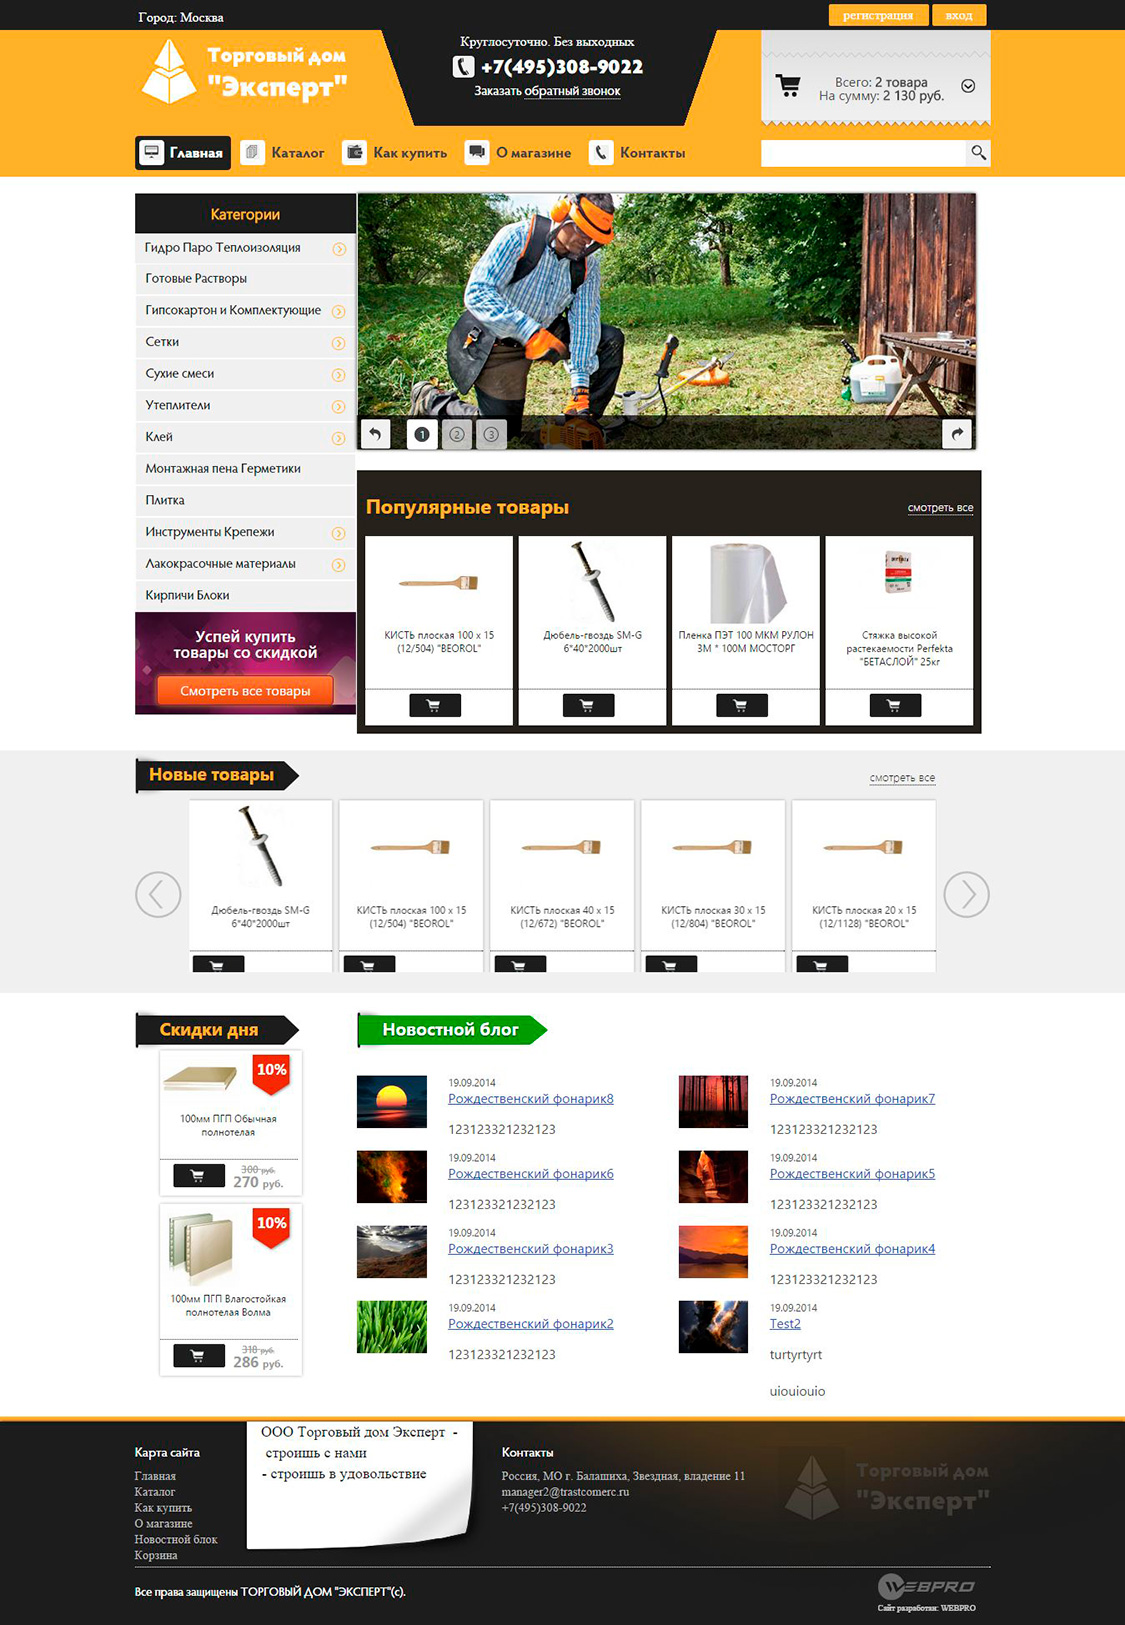 Город: Москва
регистрация
вход
Торговый дом
"Эксперт"
Круглосуточно. Без выходных
+7(495)308-9022
Заказать обратный звонок
Всего: 2 товара
На сумму: 2 130 руб.
Главная
Каталог
Как купить
О магазине
Контакты
Категории
Гидро Паро Теплоизоляция
Готовые Растворы
Гипсокартон и Комплектующие
Сетки
Сухие смеси
Утеплители
Клей
Монтажная пена Герметики
Плитка
Инструменты Крепежи
Лакокрасочные материалы
Кирпичи Блоки
1
2
3
Успей купить
товары со скидкой
Смотреть все товары
Популярные товары
смотреть все
КИСТЬ плоская 100 x 15
(12/504) "BEOROL"
Дюбель-гвоздь SM-G
6*40*2000шт
Пленка ПЭТ 100 МКМ РУЛОН
3М * 100М МОСТОРГ
Стяжка высокой
растекаемости Perfekta
"БЕТАСЛОЙ" 25кг
Новые товары
смотреть все
Дюбель-гвоздь SM-G
6*40*2000шт
КИСТЬ плоская 100 x 15
(12/504) "BEOROL"
КИСТЬ плоская 40 x 15
(12/672) "BEOROL"
КИСТЬ плоская 30 x 15
(12/804) "BEOROL"
КИСТЬ плоская 20 x 15
(12/1128) "BEOROL"
Скидки дня
10%
100мм ПГП Обычная
полнотелая
300 руб.
270 руб.
10%
100мм ПГП Влагостойкая
полнотелая Волма
318 руб.
286 руб.
Новостной блог
19.09.2014
Рождественский фонарик8
123123321232123
19.09.2014
Рождественский фонарик7
123123321232123
19.09.2014
Рождественский фонарик6
123123321232123
19.09.2014
Рождественский фонарик5
123123321232123
19.09.2014
Рождественский фонарик3
123123321232123
19.09.2014
Рождественский фонарик4
123123321232123
19.09.2014
Рождественский фонарик2
123123321232123
19.09.2014
Test2
turtyrtyrt
uiouiouio
Карта сайта
Главная
Каталог
Как купить
О магазине
Новостной блок
Корзина
ООО Торговый дом Эксперт -
строишь с нами
- строишь в удовольствие
Контакты
Россия, МО г. Балашиха, Звездная, владение 11
manager2@trastcomerc.ru
+7(495)308-9022
Торговый дом
"Эксперт"
Все права защищены ТОРГОВЫЙ ДОМ "ЭКСПЕРТ"(с).
WEBPRO
Сайт разработан: WEBPRO